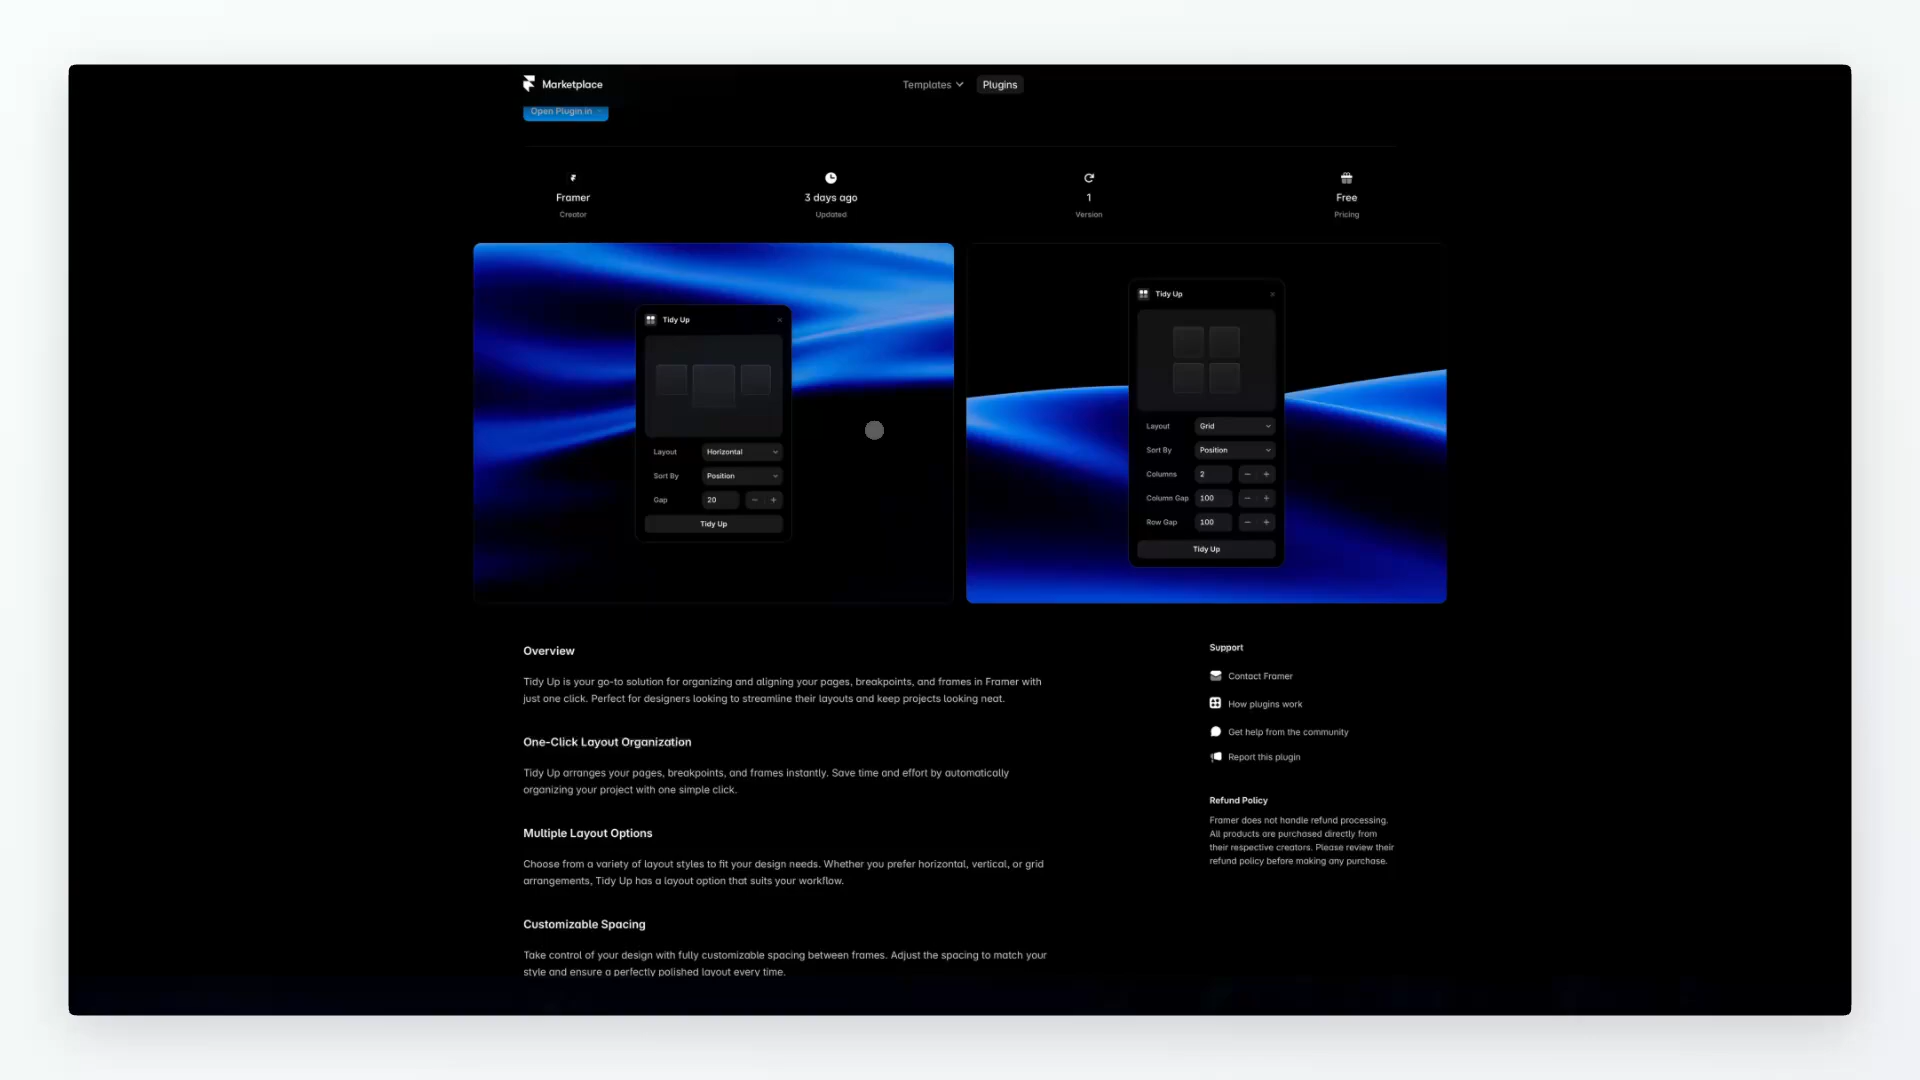 Marketplace
Templates
Plugins
Open Plugin in
Framer
Creator
3 days ago
Updated
1
Version
Free
Pricing
Tidy Up
Layout Horizontal
Sort By Position
Gap 20
Tidy Up
Tidy Up
Layout Grid
Sort By Position
Columns 2
Column Gap 100
Row Gap 100
Tidy Up
Overview
Tidy Up is your go-to solution for organizing and aligning your pages, breakpoints, and frames in Framer with
just one click. Perfect for designers looking to streamline their layouts and keep projects looking neat.
One-Click Layout Organization
Tidy Up arranges your pages, breakpoints, and frames instantly. Save time and effort by automatically
organizing your project with one simple click.
Multiple Layout Options
Choose from a variety of layout styles to fit your design needs. Whether you prefer horizontal, vertical, or grid
arrangements, Tidy Up has a layout option that suits your workflow.
Customizable Spacing
Take control of your design with fully customizable spacing between frames. Adjust the spacing to match your
style and ensure a perfectly polished layout every time.
Support
Contact Framer
How plugins work
Get help from the community
Report this plugin
Refund Policy
Framer does not handle refund processing.
All products are purchased directly from
their respective creators. Please review their
refund policy before making any purchase.